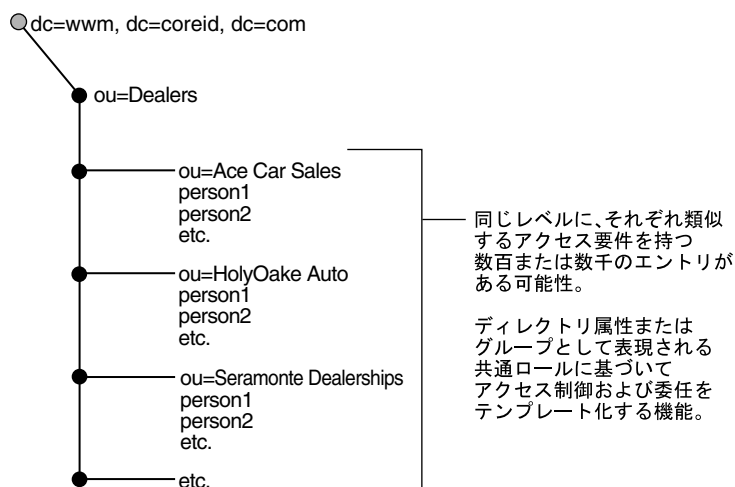 dc=wwm, dc=coreid, dc=com
ou=Dealers
ou=Ace Car Sales
person1
person2
etc.
ou=HolyOake Auto
person1
person2
etc.
ou=Seramonte Dealerships
person1
person2
etc.
etc.
同じレベルに、それぞれ類似
するアクセス要件を持つ
数百または数千のエントリが
ある可能性。
ディレクトリ属性または
グループとして表現される
共通ロールに基づいて
アクセス制御および委任を
テンプレート化する機能。